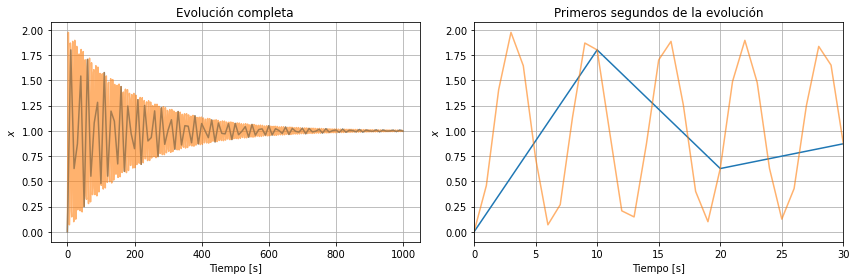 Evolución completa
2.00
1.75
1.50
1.25
1.00
0.75
0.50
0.25
0.00
x
0 200 400 600 800 1000
Tiempo [s]
Primeros segundos de la evolución
2.00
1.75
1.50
1.25
1.00
0.75
0.50
0.25
0.00
x
0 5 10 15 20 25 30
Tiempo [s]